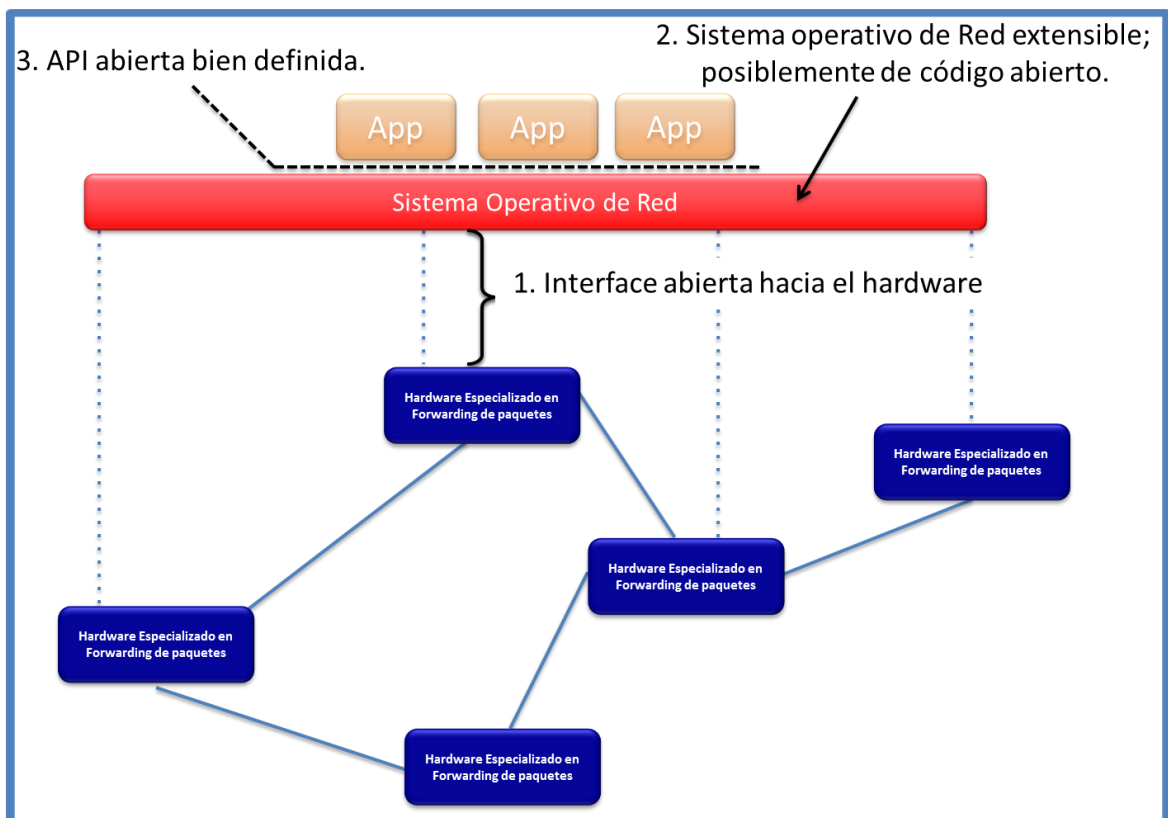 2. Sistema operativo de Red extensible;
posiblemente de código abierto.
3. API abierta bien definida.
App
App
App
Sistema Operativo de Red
1. Interface abierta hacia el hardware
Hardware Especializado en
Forwarding de paquetes
Hardware Especializado en
Forwarding de paquetes
Hardware Especializado en
Forwarding de paquetes
Hardware Especializado en
Forwarding de paquetes
Hardware Especializado en
Forwarding de paquetes